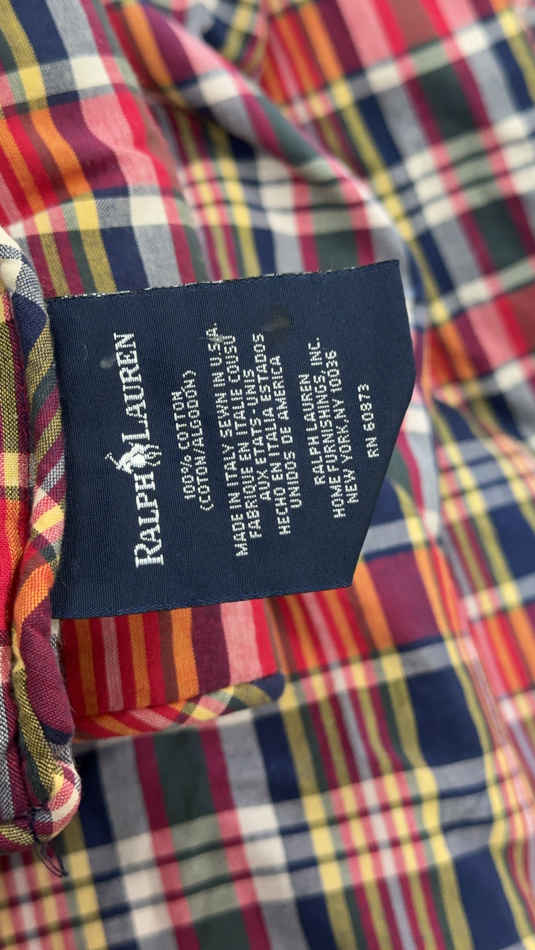 RALPH LAUREN
100% COTTON
(COTON/ALGODON)
MADE IN ITALY SEWN IN U.S.A.
FABRIQUE EN ITALIE COUSU
AUX ETATS-UNIS
HECHO EN ITALIA ESTADOS
UNIDOS DE AMERICA
RALPH LAUREN
HOME FURNISHINGS, INC.
NEW YORK, NY 10036
RN 60873